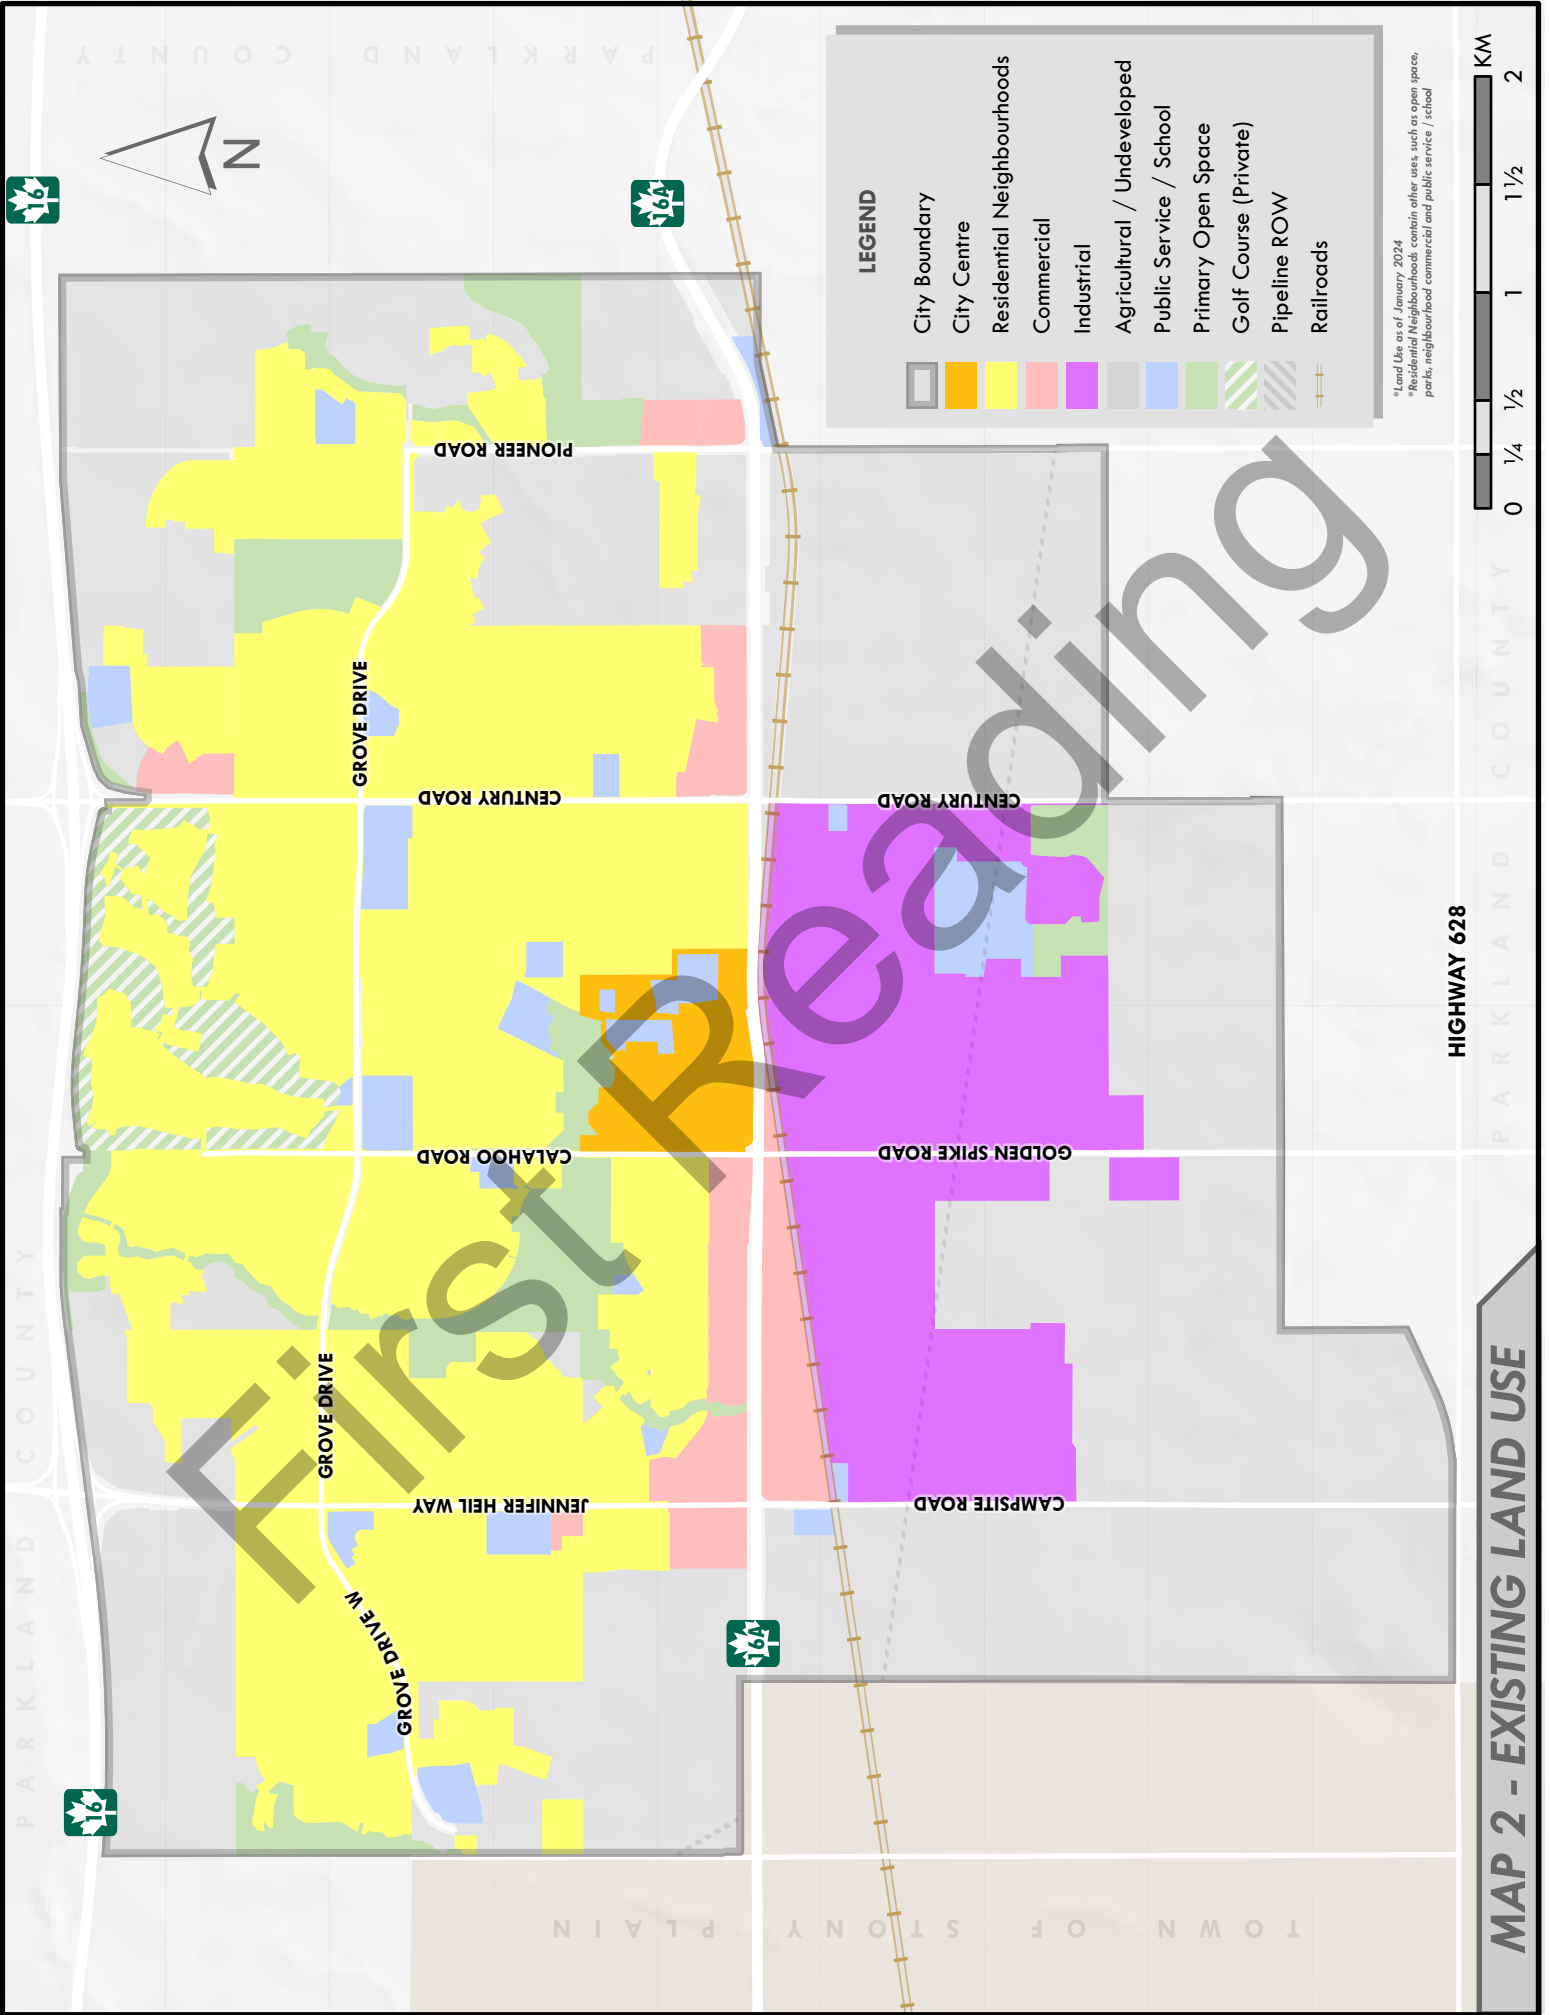 PARKLAND COUNTY
16
16A
N
PARKLAND COUNTY
GROVE DRIVE W
GROVE DRIVE
GROVE DRIVE
JENNIFER HEIL WAY
CALAHOO ROAD
CENTURY ROAD
PIONEER ROAD
16
16A
CAMPSITE ROAD
GOLDEN SPIKE ROAD
CENTURY ROAD
TOWN OF STONY PLAIN
HIGHWAY 628
PARKLAND COUNTY
First Reading
LEGEND
City Boundary
City Centre
Residential Neighbourhoods
Commercial
Industrial
Agricultural / Undeveloped
Public Service / School
Primary Open Space
Golf Course (Private)
Pipeline ROW
Railroads
*Land Use as of January 2024
*Residential Neighbourhoods contain other uses, such as open space,
parks, neighbourhood commercial and public service / school
0 ¼ ½ 1 1½ 2 KM
MAP 2 - EXISTING LAND USE